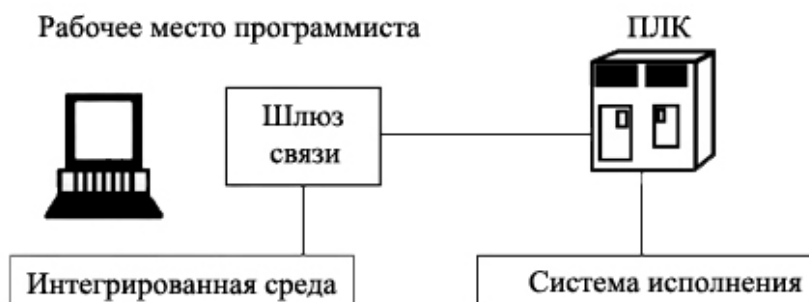 Рабочее место программиста
ПЛК
Шлюз
связи
Интегрированная среда
Система исполнения